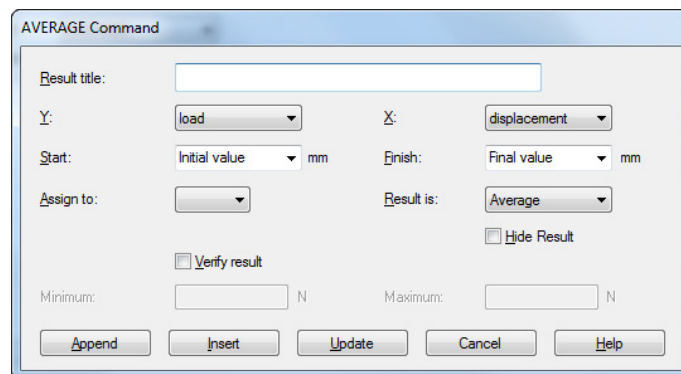 AVERAGE Command
Result title:
Y: load X: displacement
Start: Initial value mm Finish: Final value mm
Assign to: Result is: Average
Hide Result
Verify result
Minimum: N Maximum: N
Append Insert Update Cancel Help